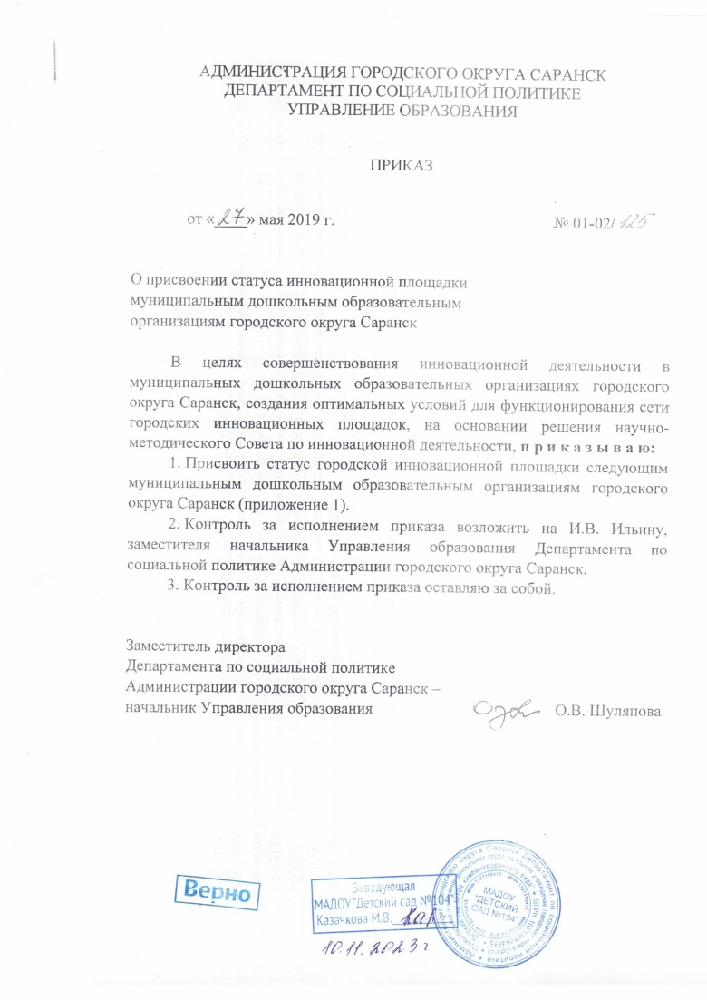 АДМИНИСТРАЦИЯ ГОРОДСКОГО ОКРУГА САРАНСК
ДЕПАРТАМЕНТ ПО СОЦИАЛЬНОЙ ПОЛИТИКЕ
УПРАВЛЕНИЕ ОБРАЗОВАНИЯ
ПРИКАЗ
от «27» мая 2019 г. № 01-02/125
О присвоении статуса инновационной площадки
муниципальным дошкольным образовательным
организациям городского округа Саранск
В целях совершенствования инновационной деятельности в
муниципальных дошкольных образовательных организациях городского
округа Саранск, создания оптимальных условий для функционирования сети
городских инновационных площадок, на основании решения научно-
методического Совета по инновационной деятельности, п р и к а з ы в а ю:
1. Присвоить статус городской инновационной площадки следующим
муниципальным дошкольным образовательным организациям городского
округа Саранск (приложение 1).
2. Контроль за исполнением приказа возложить на И.В. Ильину,
заместителя начальника Управления образования Департамента по
социальной политике Администрации городского округа Саранск.
3. Контроль за исполнением приказа оставляю за собой.
Заместитель директора
Департамента по социальной политике
Администрации городского округа Саранск –
начальник Управления образования О.В. Шуляпова
Верно
Заведующая
МАДОУ "Детский сад №104"
Казачкова М.В.
10.11.2023 г
МАДОУ
"ДЕТСКИЙ
САД №104"